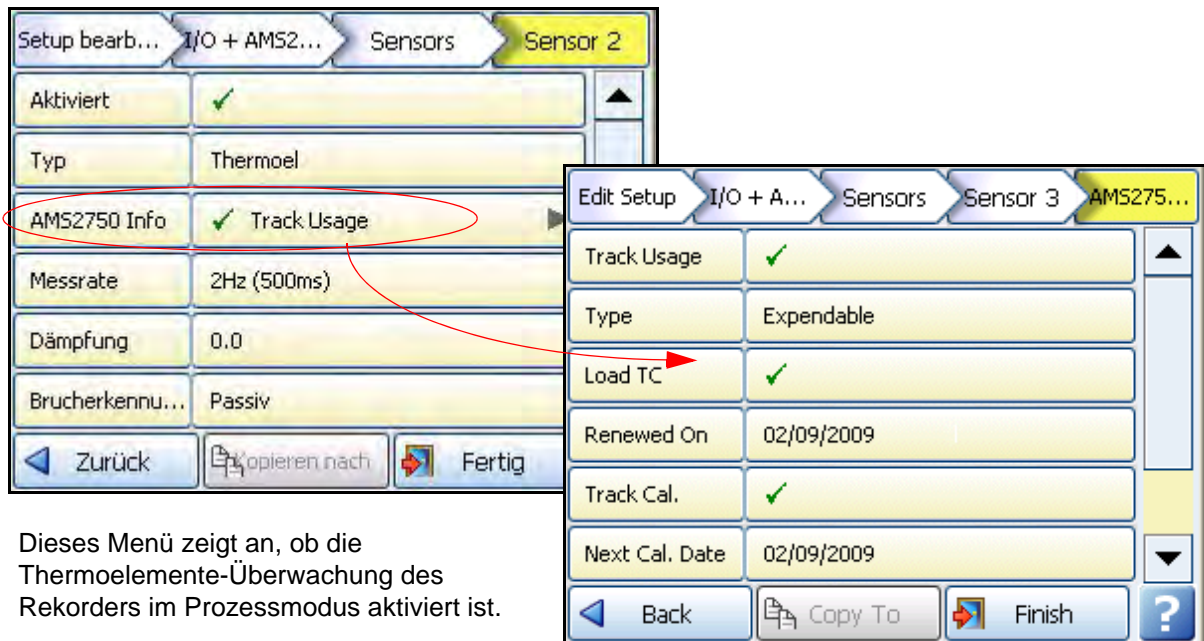 Setup bearb... I/O + AMS2... Sensors Sensor 2
Aktiviert ✓
Typ Thermoel
AMS2750 Info ✓ Track Usage
Messrate 2Hz (500ms)
Dämpfung 0.0
Brucherkennu... Passiv
Zurück Kopieren nach Fertig
Edit Setup I/O + A... Sensors Sensor 3 AMS275...
Track Usage ✓
Type Expendable
Load TC ✓
Renewed On 02/09/2009
Track Cal. ✓
Next Cal. Date 02/09/2009
Back Copy To Finish ?
Dieses Menü zeigt an, ob die
Thermoelemente-Überwachung des
Rekorders im Prozessmodus aktiviert ist.